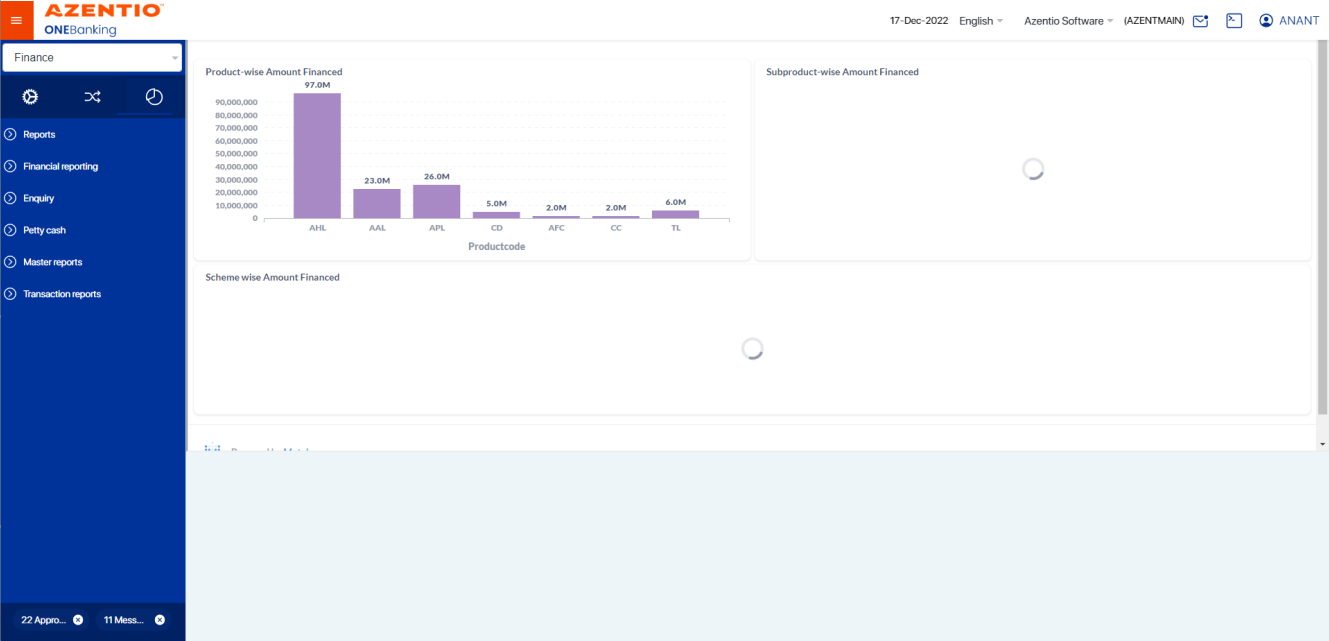 AZENTIO
ONEBanking
17-Dec-2022 English Azentio Software (AZENTMAIN) ANANT
Finance
Reports
Financial reporting
Enquiry
Petty cash
Master reports
Transaction reports
22 Appro... 11 Mess...
Product-wise Amount Financed
97.0M
90,000,000
80,000,000
70,000,000
60,000,000
50,000,000
40,000,000
30,000,000
20,000,000
10,000,000
0
23.0M
26.0M
5.0M
2.0M
2.0M
6.0M
AHL AAL APL CD AFC CC TL
Productcode
Subproduct-wise Amount Financed
Scheme wise Amount Financed